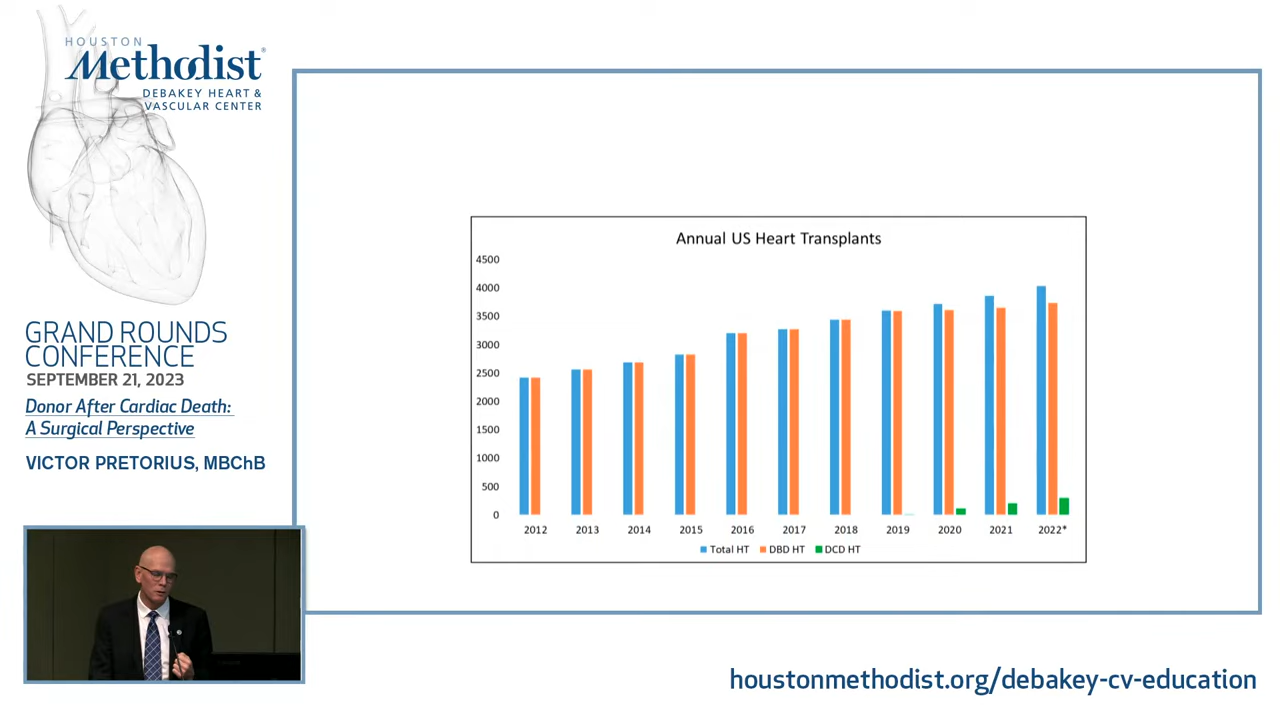 HOUSTON
Methodist®
DEBAKEY HEART &
VASCULAR CENTER
GRAND ROUNDS
CONFERENCE
SEPTEMBER 21, 2023
Donor After Cardiac Death:
A Surgical Perspective
VICTOR PRETORIUS, MBChB
Annual US Heart Transplants
4500
4000
3500
3000
2500
2000
1500
1000
500
0
2012 2013 2014 2015 2016 2017 2018 2019 2020 2021 2022*
Total HT DBD HT DCD HT
houstonmethodist.org/debakey-cv-education